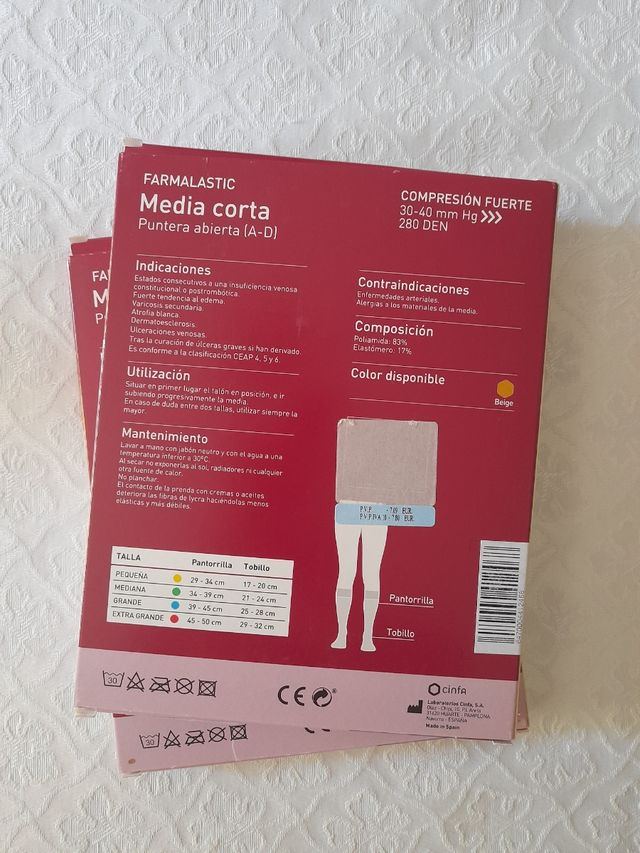 FARMALASTIC
Media corta
Puntera abierta (A-D)
COMPRESIÓN FUERTE
30-40 mm Hg
280 DEN
Indicaciones
Estados consecutivos a una insuficiencia venosa
constitucional o postrombótica.
Fuerte tendencia al edema.
Varicosis secundaria.
Atrofia blanca.
Dermatoesclerosis.
Ulceraciones venosas.
Tras la curación de úlceras graves si han derivado.
Es conforme a la clasificación CEAP 4, 5 y 6.
Utilización
Situar en primer lugar el talón en posición, e ir
subiendo progresivamente la media.
En caso de duda entre dos tallas, utilizar siempre la
mayor.
Mantenimiento
Lavar a mano con jabón neutro y con el agua a una
temperatura inferior a 30ºC.
Al secar no exponerlas al sol, radiadores ni cualquier
otra fuente de calor.
No planchar.
El contacto de la prenda con cremas o aceites
deteriora las fibras de lycra haciéndolas menos
elásticas y más débiles.
Contraindicaciones
Enfermedades arteriales.
Alergias a los materiales de la media.
Composición
Poliamida: 83%
Elastómero: 17%
Color disponible
Beige
TALLA Pantorrilla Tobillo
PEQUEÑA 29 - 34 cm 17 - 20 cm
MEDIANA 34 - 39 cm 21 - 24 cm
GRANDE 39 - 45 cm 25 - 28 cm
EXTRA GRANDE 45 - 50 cm 29 - 32 cm
Pantorrilla
Tobillo
30
CE
cinfa
Laboratorios Cinfa, S.A.
31620 HUARTE - PAMPLONA
Navarra - ESPAÑA
Made in Spain
FA
M
P
30